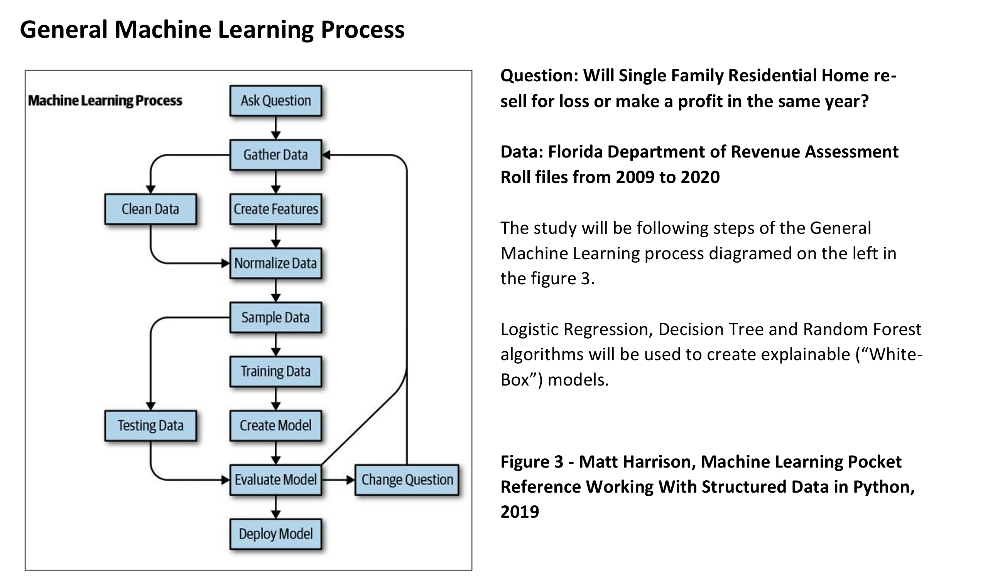 General Machine Learning Process
Machine Learning Process
Ask Question
Gather Data
Clean Data
Create Features
Normalize Data
Sample Data
Training Data
Testing Data
Create Model
Evaluate Model
Change Question
Deploy Model
Question: Will Single Family Residential Home re-
sell for loss or make a profit in the same year?
Data: Florida Department of Revenue Assessment
Roll files from 2009 to 2020
The study will be following steps of the General
Machine Learning process diagramed on the left in
the figure 3.
Logistic Regression, Decision Tree and Random Forest
algorithms will be used to create explainable (“White-
Box”) models.
Figure 3 - Matt Harrison, Machine Learning Pocket
Reference Working With Structured Data in Python,
2019